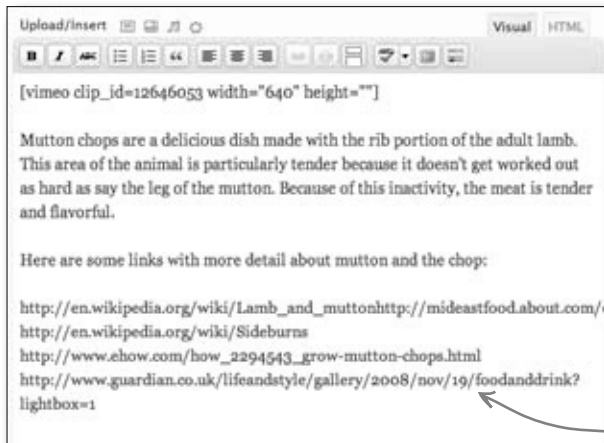 Upload/Insert
Visual HTML
B I ABC
[vimeo clip_id=12646053 width="640" height=""]
Mutton chops are a delicious dish made with the rib portion of the adult lamb.
This area of the animal is particularly tender because it doesn't get worked out
as hard as say the leg of the mutton. Because of this inactivity, the meat is tender
and flavorful.
Here are some links with more detail about mutton and the chop:
http://en.wikipedia.org/wiki/Lamb_and_muttonhttp://mideastfood.about.com/
http://en.wikipedia.org/wiki/Sideburns
http://www.ehow.com/how_2294543_grow-mutton-chops.html
http://www.guardian.co.uk/lifeandstyle/gallery/2008/nov/19/foodanddrink?
lightbox=1